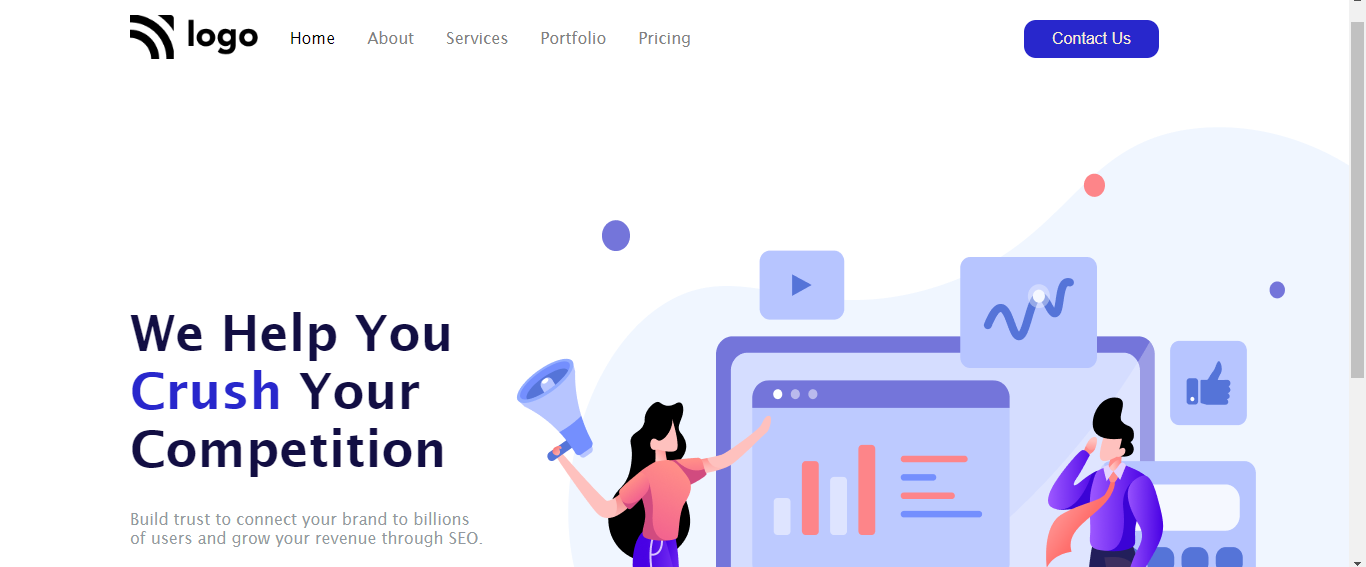 logo
Home About Services Portfolio Pricing Contact Us
We Help You
Crush Your
Competition
Build trust to connect your brand to billions
of users and grow your revenue through SEO.